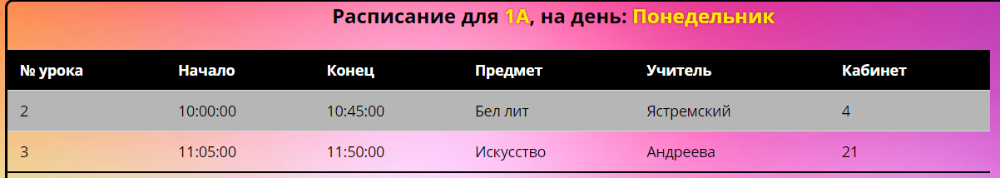 Расписание для 1А, на день: Понедельник
№ урока Начало Конец Предмет Учитель Кабинет
2 10:00:00 10:45:00 Бел лит Ястремский 4
3 11:05:00 11:50:00 Искусство Андреева 21